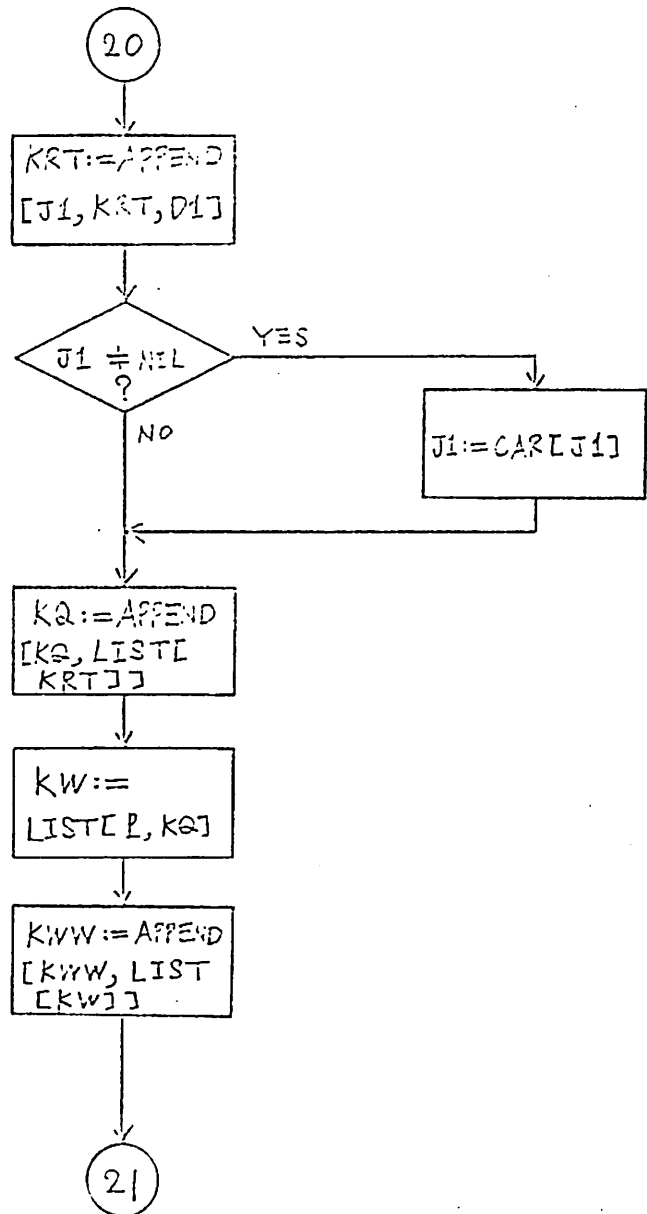 20
KRT:=APPEND
[J1, KRT, D1]
J1 ≠ NIL
?
YES
NO
J1:=CAR[J1]
KQ:=APPEND
[KQ, LIST[
KRT]]
KW:=
LIST[P, KQ]
KWW:=APPEND
[KWW, LIST
[KW]]
21